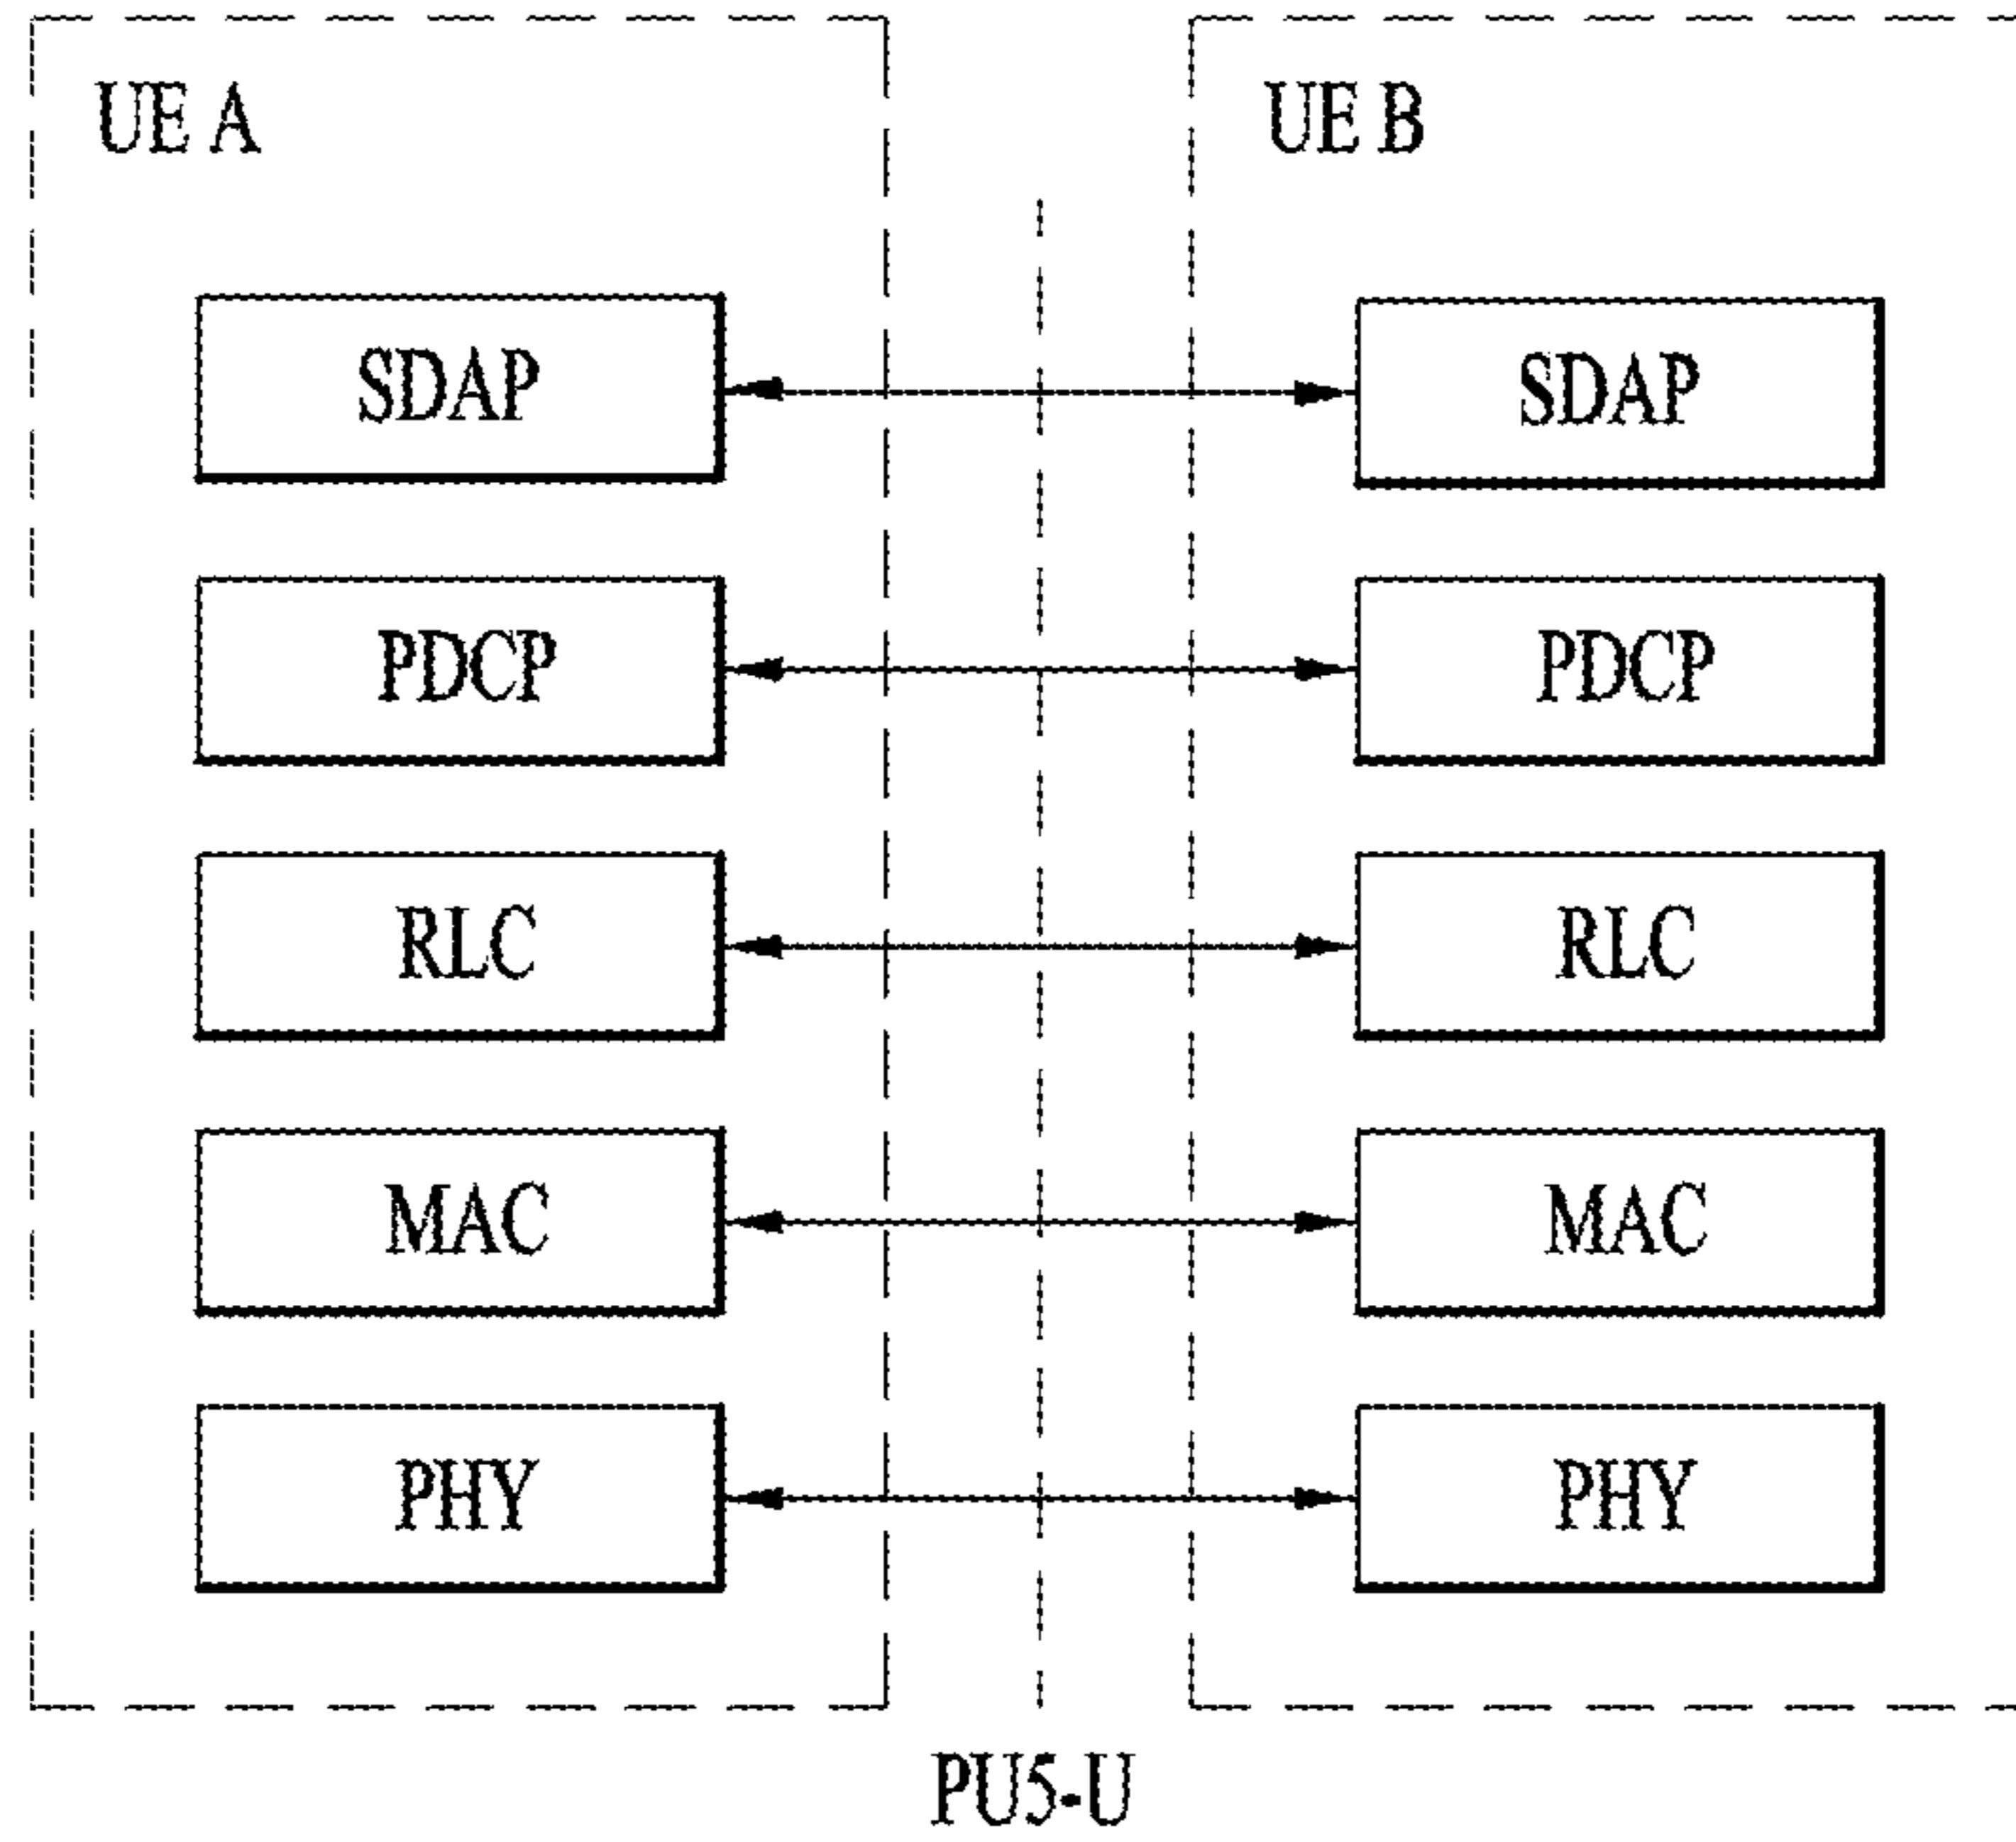 UE A
UE B
SDAP
SDAP
PDCP
PDCP
RLC
RLC
MAC
MAC
PHY
PHY
PU5-U